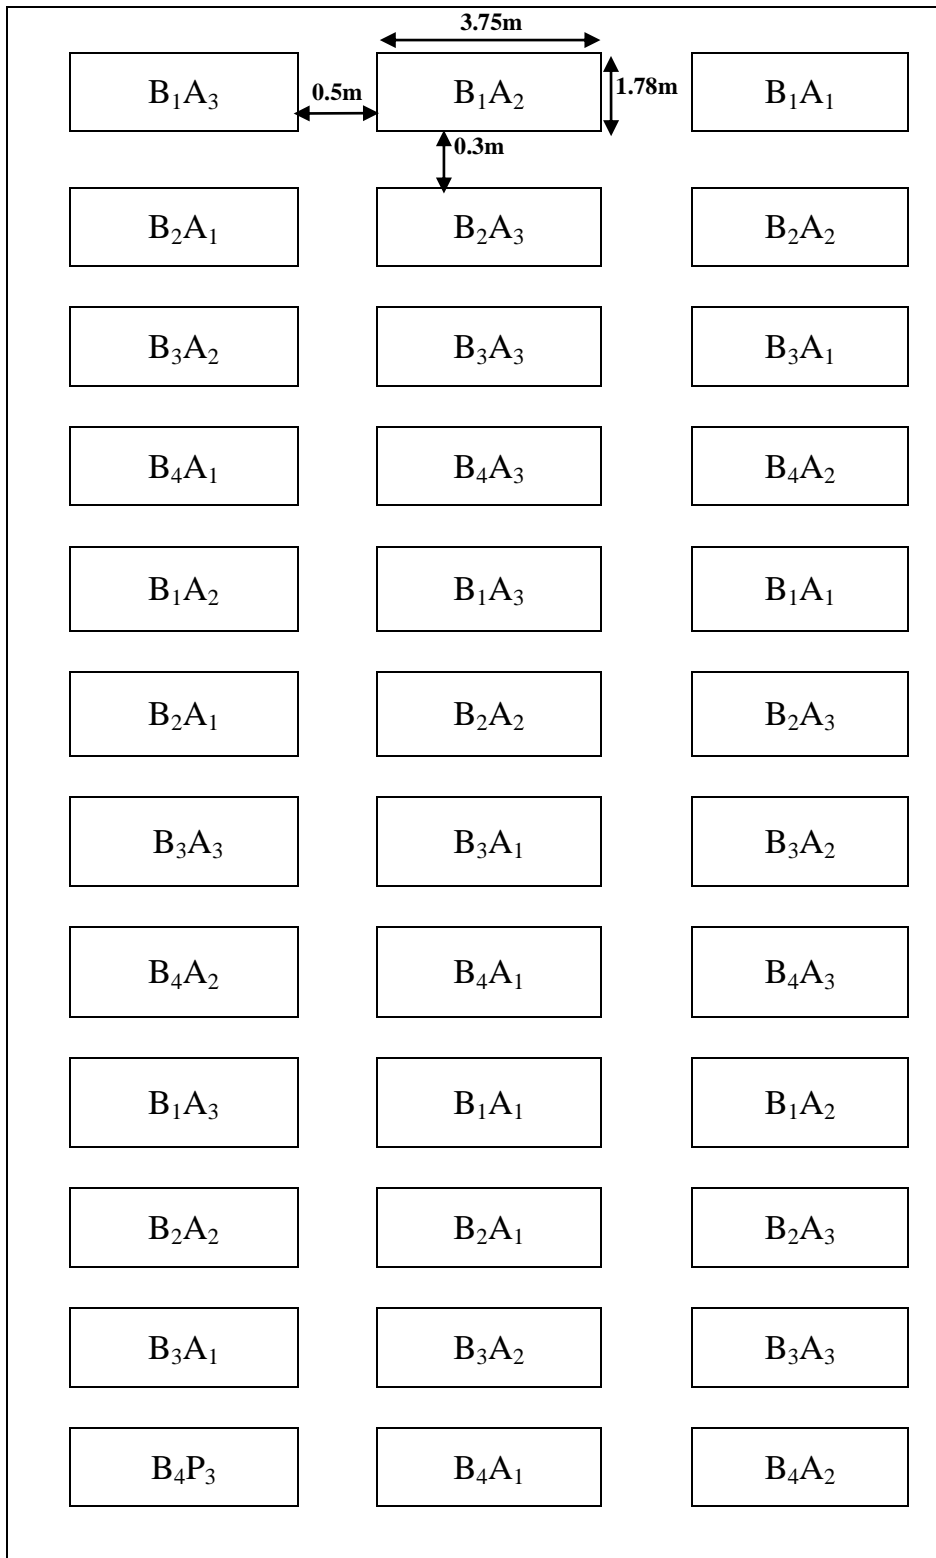 3.75m
B₁A₃ 0.5m B₁A₂ 1.78m B₁A₁
0.3m
B₂A₁ B₂A₃ B₂A₂
B₃A₂ B₃A₃ B₃A₁
B₄A₁ B₄A₃ B₄A₂
B₁A₂ B₁A₃ B₁A₁
B₂A₁ B₂A₂ B₂A₃
B₃A₃ B₃A₁ B₃A₂
B₄A₂ B₄A₁ B₄A₃
B₁A₃ B₁A₁ B₁A₂
B₂A₂ B₂A₁ B₂A₃
B₃A₁ B₃A₂ B₃A₃
B₄P₃ B₄A₁ B₄A₂